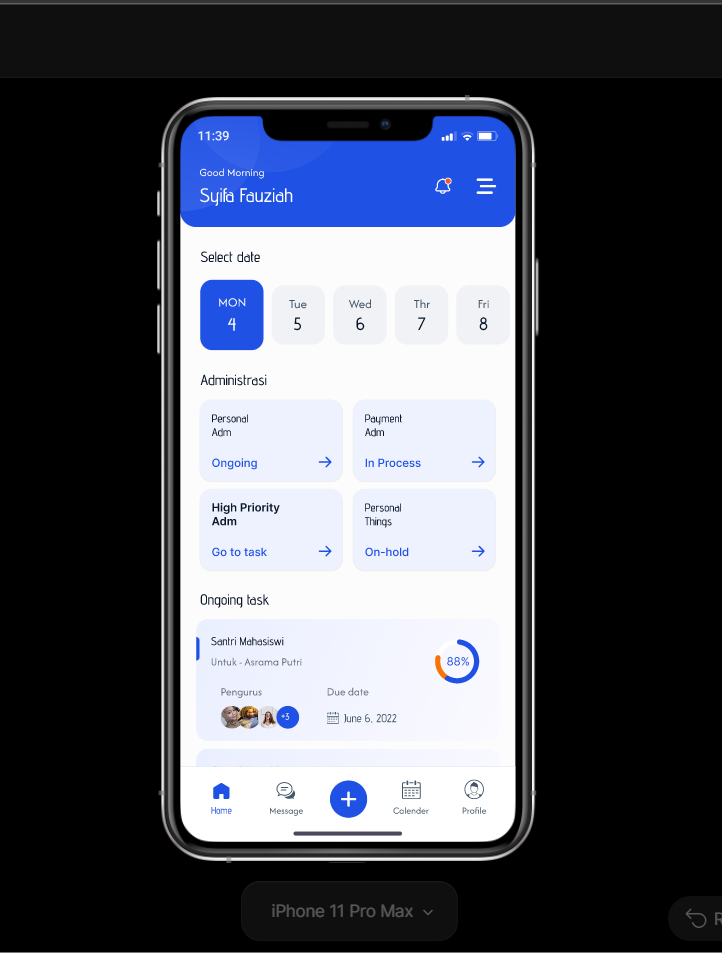 11:39
Good Morning
Syifa Fauziah
Select date
MON Tue Wed Thr Fri
4 5 6 7 8
Administrasi
Personal
Adm
Ongoing
Payment
Adm
In Process
High Priority
Adm
Go to task
Personal
Things
On-hold
Ongoing task
Santri Mahasiswi
Untuk - Asrama Putri
88%
Pengurus
+3
Due date
June 6, 2022
Home
Message
Calender
Profile
iPhone 11 Pro Max